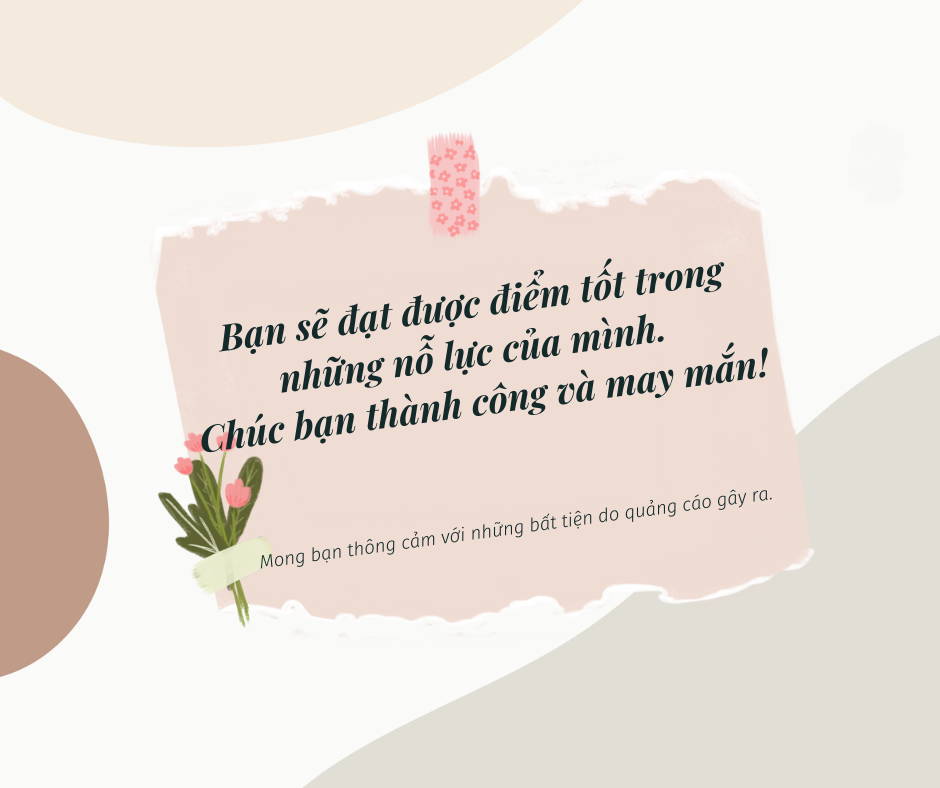 Bạn sẽ đạt được điểm tốt trong
những nỗ lực của mình.
Chúc bạn thành công và may mắn!
Mong bạn thông cảm với những bất tiện do quảng cáo gây ra.